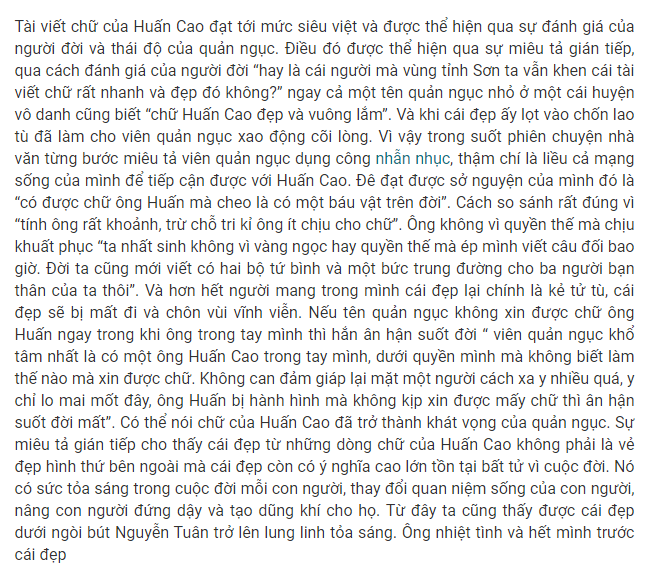 Tài viết chữ của Huấn Cao đạt tới mức siêu việt và được thể hiện qua sự đánh giá của
người đời và thái độ của quản ngục. Điều đó được thể hiện qua sự miêu tả gián tiếp,
qua cách đánh giá của người đời “hay là cái người mà vùng tỉnh Sơn ta vẫn khen cái tài
viết chữ rất nhanh và đẹp đó không?” ngay cả một tên quản ngục nhỏ ở một cái huyện
vô danh cũng biết “chữ Huấn Cao đẹp và vuông lắm”. Và khi cái đẹp ấy lọt vào chốn lao
tù đã làm cho viên quản ngục xao động cõi lòng. Vì vậy trong suốt phiên chuyện nhà
văn từng bước miêu tả viên quản ngục dụng công nhẫn nhục, thậm chí là liều cả mạng
sống của mình để tiếp cận được với Huấn Cao. Đê đạt được sở nguyện của mình đó là
“có được chữ ông Huấn mà cheo là có một báu vật trên đời”. Cách so sánh rất đúng vì
“tính ông rất khoảnh, trừ chỗ tri kỉ ông ít chịu cho chữ”. Ông không vì quyền thế mà chịu
khuất phục “ta nhất sinh không vì vàng ngọc hay quyền thế mà ép mình viết câu đối bao
giờ. Đời ta cũng mới viết có hai bộ tứ bình và một bức trung đường cho ba người bạn
thân của ta thôi”. Và hơn hết người mang trong mình cái đẹp lại chính là kẻ tử tù, cái
đẹp sẽ bị mất đi và chôn vùi vĩnh viễn. Nếu tên quản ngục không xin được chữ ông
Huấn ngay trong khi ông trong tay mình thì hắn ân hận suốt đời “ viên quản ngục khổ
tâm nhất là có một ông Huấn Cao trong tay mình, dưới quyền mình mà không biết làm
thế nào mà xin được chữ. Không can đảm giáp lại mặt một người cách xa y nhiều quá, y
chỉ lo mai mốt đây, ông Huấn bị hành hình mà không kịp xin được mấy chữ thì ân hận
suốt đời mất”. Có thể nói chữ của Huấn Cao đã trở thành khát vọng của quản ngục. Sự
miêu tả gián tiếp cho thấy cái đẹp từ những dòng chữ của Huấn Cao không phải là vẻ
đẹp hình thứ bên ngoài mà cái đẹp còn có ý nghĩa cao lớn tồn tại bất tử vì cuộc đời. Nó
có sức tỏa sáng trong cuộc đời mỗi con người, thay đổi quan niệm sống của con người,
nâng con người đứng dậy và tạo dũng khí cho họ. Từ đây ta cũng thấy được cái đẹp
dưới ngòi bút Nguyễn Tuân trở lên lung linh tỏa sáng. Ông nhiệt tình và hết mình trước
cái đẹp